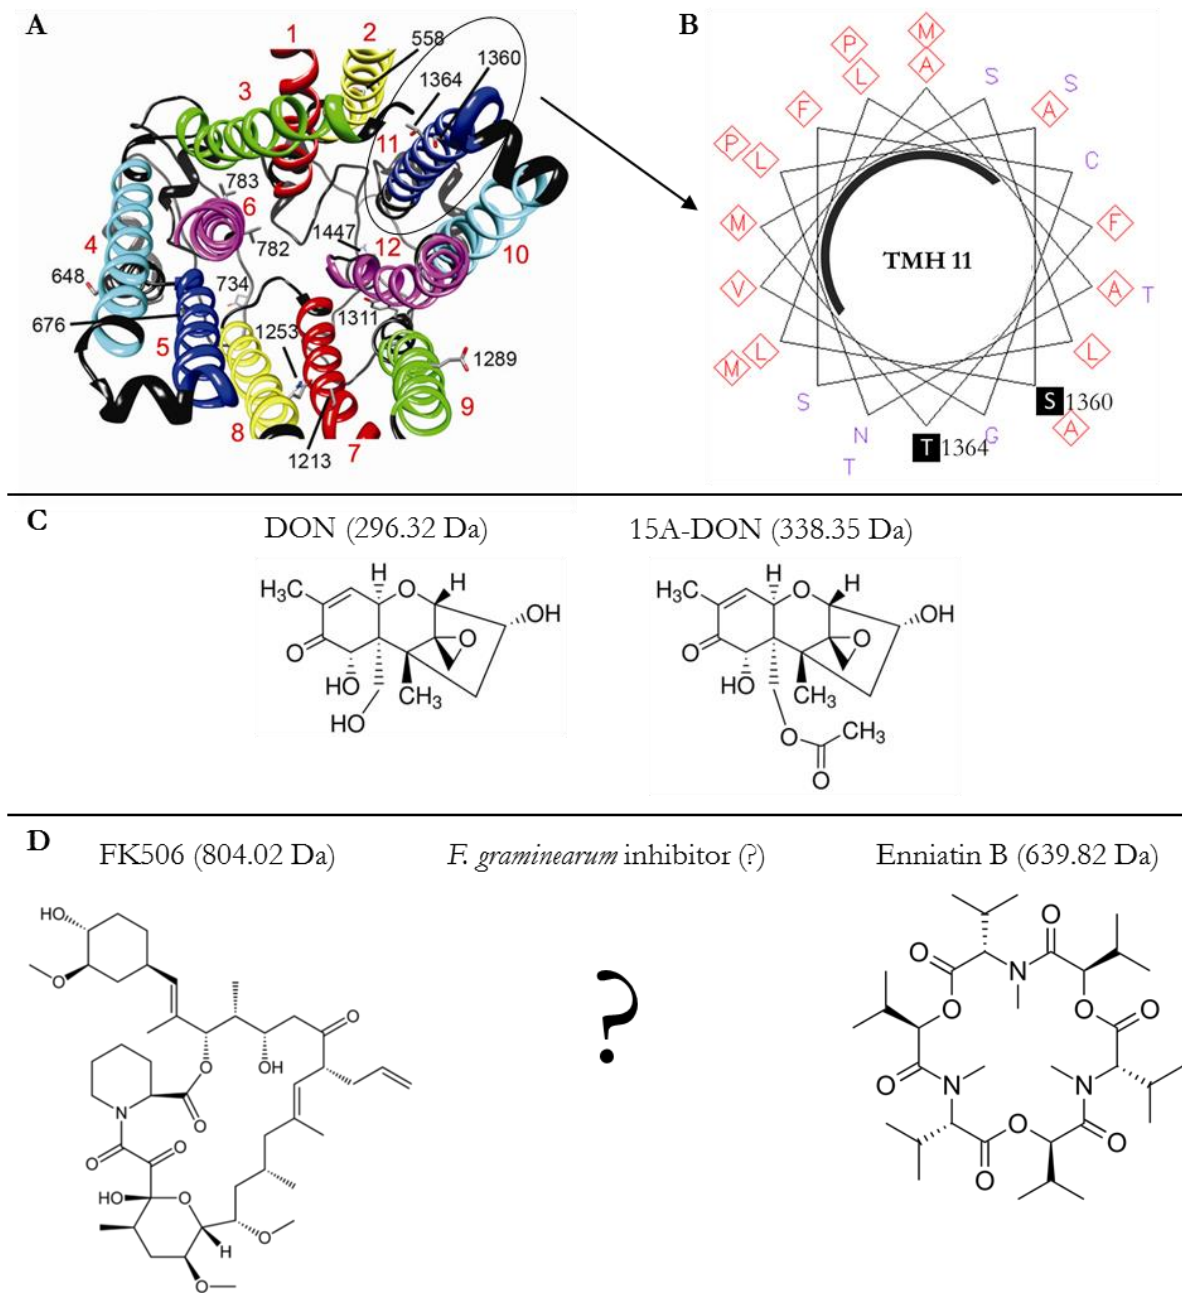 A
1
2
558
1360
1364
3
11
783
6
4
782
1447
12
10
648
734
676
1311
5
1253
1289
9
8
7
1213
B
M
P
A
S
S
L
F
A
P
L
C
M
F
TMH 11
V
A
T
L
L
M
S
S 1360
N
A
T 1364
G
T
C
DON (296.32 Da)
15A-DON (338.35 Da)
H
H
H3C
O
OH
O
O
HO
CH3
HO
H
H
H3C
O
OH
O
O
HO
CH3
O
CH3
O
D
FK506 (804.02 Da)
F. graminearum inhibitor (?)
Enniatin B (639.82 Da)
HO
O
O
O
OH
N
O
O
O
HO
O
O
H
O
?
O
O
N
O
O
O
O
N
N
O
O
O
O